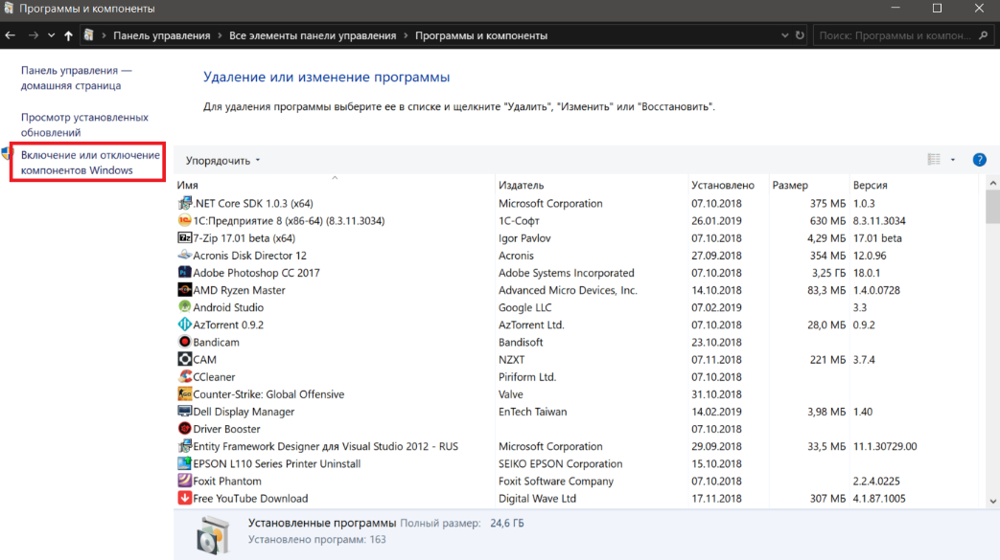 Программы и компоненты
Панель управления > Все элементы панели управления > Программы и компоненты
Поиск: Программы и компон...
Панель управления —
домашняя страница
Просмотр установленных
обновлений
Включение или отключение
компонентов Windows
Удаление или изменение программы
Для удаления программы выберите ее в списке и щелкните "Удалить", "Изменить" или "Восстановить".
Упорядочить
?
Имя Издатель Установлено Размер Версия
.NET Core SDK 1.0.3 (x64) Microsoft Corporation 07.10.2018 375 МБ 1.0.3
1С:Предприятие 8 (x86-64) (8.3.11.3034) 1С-Софт 26.01.2019 630 МБ 8.3.11.3034
7z 7-Zip 17.01 beta (x64) Igor Pavlov 07.10.2018 4,29 МБ 17.01 beta
Acronis Disk Director 12 Acronis 27.09.2018 354 МБ 12.0.96
Adobe Photoshop CC 2017 Adobe Systems Incorporated 07.10.2018 3,25 ГБ 18.0.1
AMD Ryzen Master Advanced Micro Devices, Inc. 14.10.2018 83,3 МБ 1.4.0.0728
Android Studio Google LLC 07.02.2019 3.3
AzTorrent 0.9.2 AzTorrent Ltd. 07.10.2018 28,0 МБ 0.9.2
Bandicam Bandisoft 23.10.2018
CAM NZXT 07.11.2018 221 МБ 3.7.4
CCleaner Piriform Ltd. 07.10.2018
Counter-Strike: Global Offensive Valve 31.10.2018
Dell Display Manager EnTech Taiwan 14.02.2019 3,98 МБ 1.40
Driver Booster 07.10.2018
Entity Framework Designer для Visual Studio 2012 - RUS Microsoft Corporation 29.09.2018 33,5 МБ 11.1.30729.00
EPSON L110 Series Printer Uninstall SEIKO EPSON Corporation 15.10.2018
Foxit Phantom Foxit Software Company 07.10.2018 2.2.4.0225
Free YouTube Download Digital Wave Ltd 17.11.2018 307 МБ 4.1.87.1005
Установленные программы Полный размер: 24,6 ГБ
Установлено программ: 163